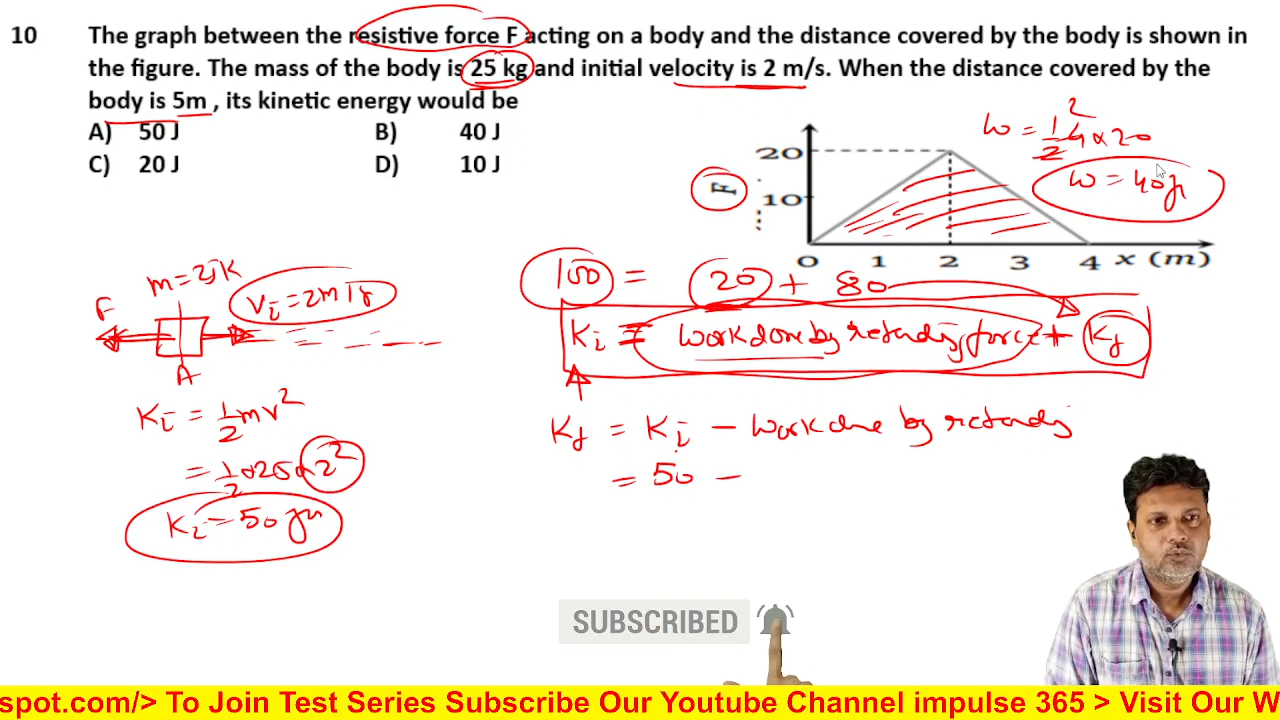 10 The graph between the resistive force F acting on a body and the distance covered by the body is shown in
the figure. The mass of the body is 25 kg and initial velocity is 2 m/s. When the distance covered by the
body is 5m , its kinetic energy would be
A) 50 J B) 40 J
C) 20 J D) 10 J
W = 1/2 4 × 20
2
W = 40 J
F
20
10
0 1 2 3 4 x (m)
100 = 20 + 80
Ki = work done by retarding force + Kf
Kf = Ki – work done by retarding
= 50 –
m = 25 K
Vi = 2m/s
F
A
Ki = 1/2 mv²
= 1/2 × 25 × 2²
Ki = 50 Ju
SUBSCRIBED
spot.com/> To Join Test Series Subscribe Our Youtube Channel impulse 365 > Visit Our W